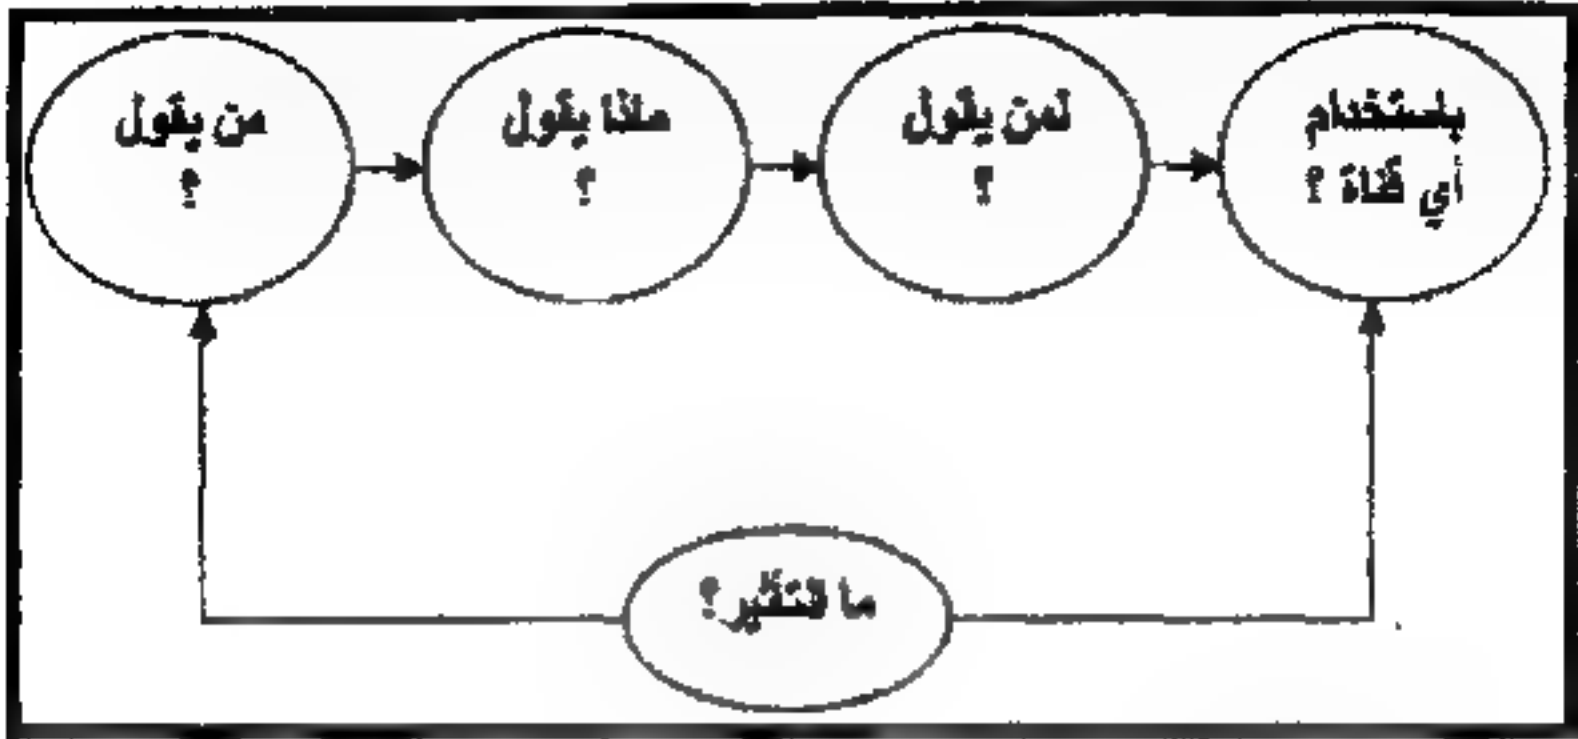 من يقول
؟
ماذا يقول
؟
لمن يقول
؟
باستخدام
أي قناة ؟
ما التأثير؟